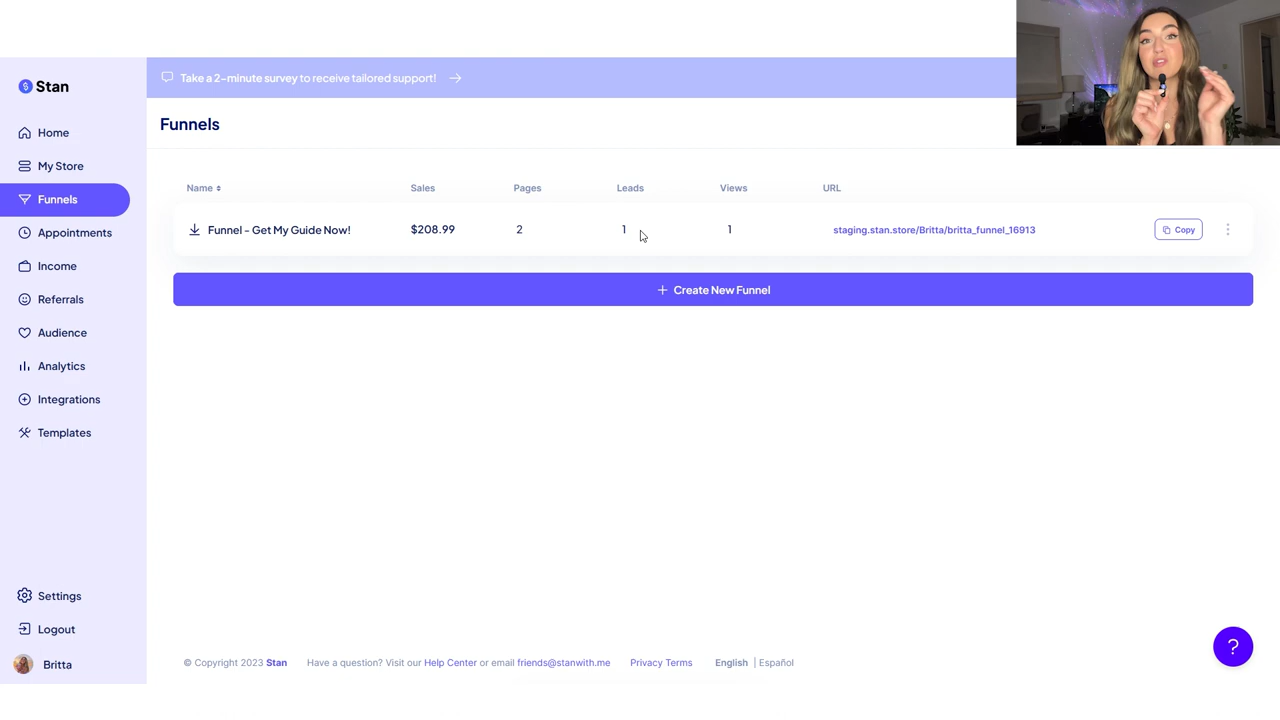 Stan
Take a 2-minute survey to receive tailored support!
Home
My Store
Funnels
Appointments
Income
Referrals
Audience
Analytics
Integrations
Templates
Settings
Logout
Britta
Funnels
Name Sales Pages Leads Views URL
Funnel - Get My Guide Now! $208.99 2 1 1 staging.stan.store/Britta/britta_funnel_16913 Copy
+ Create New Funnel
© Copyright 2023 Stan Have a question? Visit our Help Center or email friends@stanwith.me Privacy Terms English | Español
?